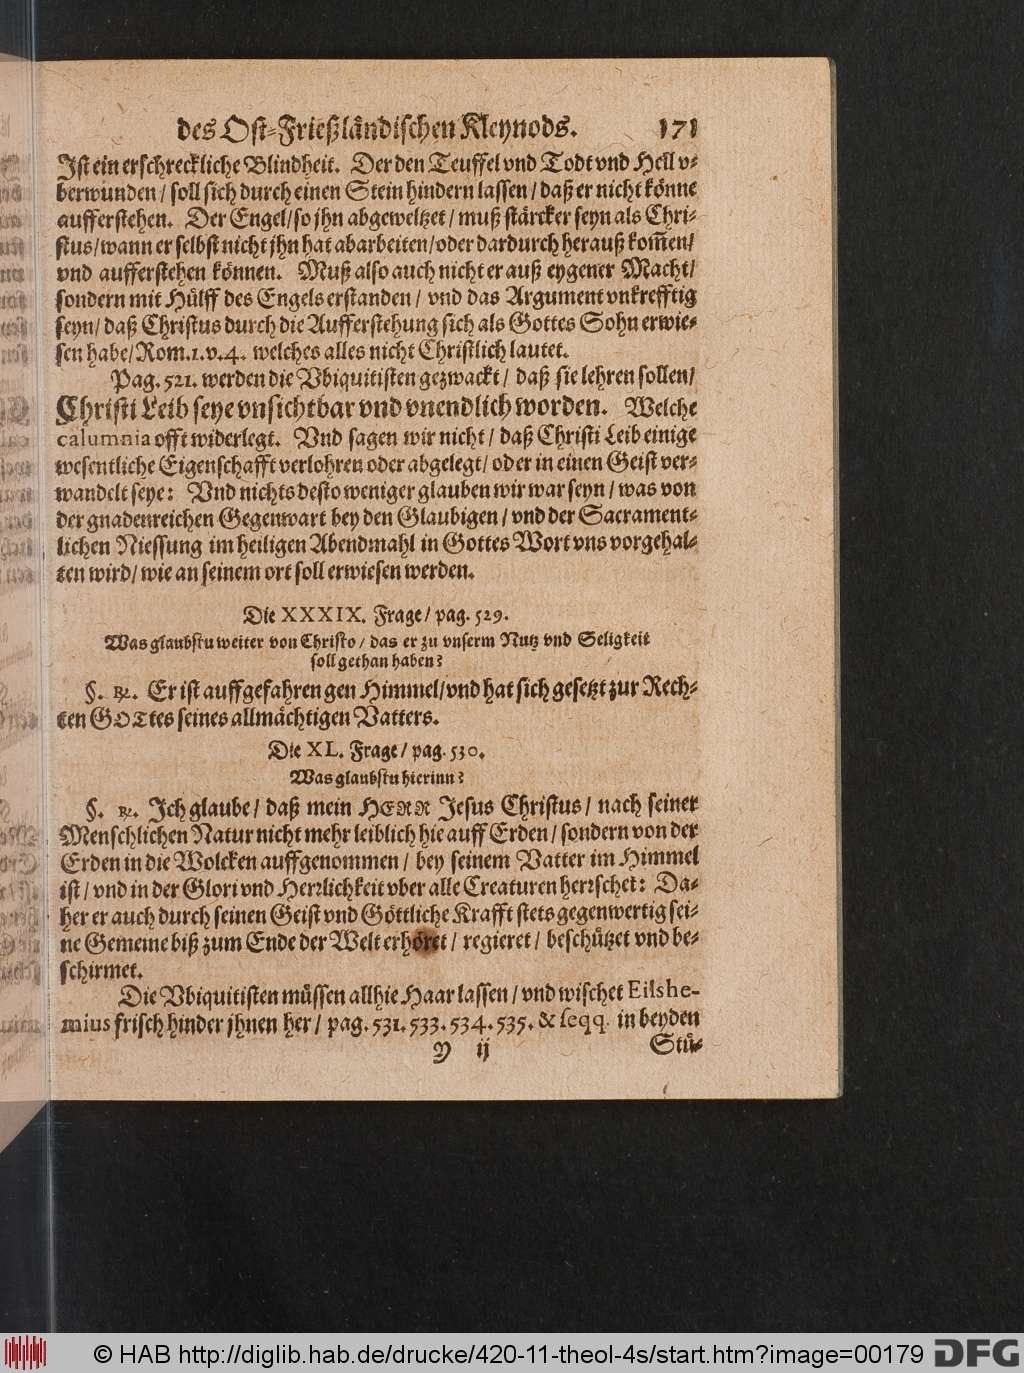 des Ost-Frießländischen Kleynods. 171
Ist ein erschreckliche Blindheit. Der den Teuffel vnd Todt vnd Hell v-
berwunden / soll sich durch einen Stein hindern lassen / daß er nicht könne
aufferstehen. Der Engel / so jhn abgeweltzet / muß stärcker seyn als Chri-
stus / wann er selbst nicht jhn hat abarbeiten / oder dardurch herauß kom̃en /
vnd aufferstehen können. Muß also auch nicht er auß eygener Macht /
sondern mit Hülff des Engels erstanden / vnd das Argument vnkrefftig
seyn / daß Christus durch die Aufferstehung sich als Gottes Sohn erwie-
sen habe / Rom. 1. v. 4. welches alles nicht Christlich lautet.
Pag. 521. werden die Vbiquitisten gezwackt / daß sie lehren sollen /
Christi Leib seye vnsichtbar vnd vnendlich worden. Welche
calumnia offt widerlegt. Vnd sagen wir nicht / daß Christi Leib einige
wesentliche Eigenschafft verlohren oder abgelegt / oder in einen Geist ver-
wandelt seye: Vnd nichts desto weniger glauben wir war seyn / was von
der gnadenreichen Gegenwart bey den Glaubigen / vnd der Sacrament-
lichen Niessung im heiligen Abendmahl in Gottes Wort vns vorgehal-
ten wird / wie an seinem ort soll erwiesen werden.
Die XXXIX. Frage / pag. 529.
Was glaubstu weiter von Christo / das er zu vnserm Nutz vnd Seligkeit
soll gethan haben?
§. ℞. Er ist auffgefahren gen Himmel / vnd hat sich gesetzt zur Rech-
ten GOTtes seines allmächtigen Vatters.
Die XL. Frage / pag. 530.
Was glaubstu hierinn?
§. ℞. Ich glaube / daß mein HERR Jesus Christus / nach seiner
Menschlichen Natur nicht mehr leiblich hie auff Erden / sondern von der
Erden in die Wolcken auffgenommen / bey seinem Vatter im Himmel
ist / vnd in der Glori vnd Herrlichkeit vber alle Creaturen herrschet: Da-
her er auch durch seinen Geist vnd Göttliche Krafft stets gegenwertig sei-
ne Gemeine biß zum Ende der Welt erhöret / regieret / beschützet vnd be-
schirmet.
Die Vbiquitisten müssen allhie Haar lassen / vnd wischet Eilshe-
mius frisch hinder jhnen her / pag. 531. 533. 534. 535. & seqq. in beyden
Y ij Stü-
© HAB http://diglib.hab.de/drucke/420-11-theol-4s/start.htm?image=00179 DFG